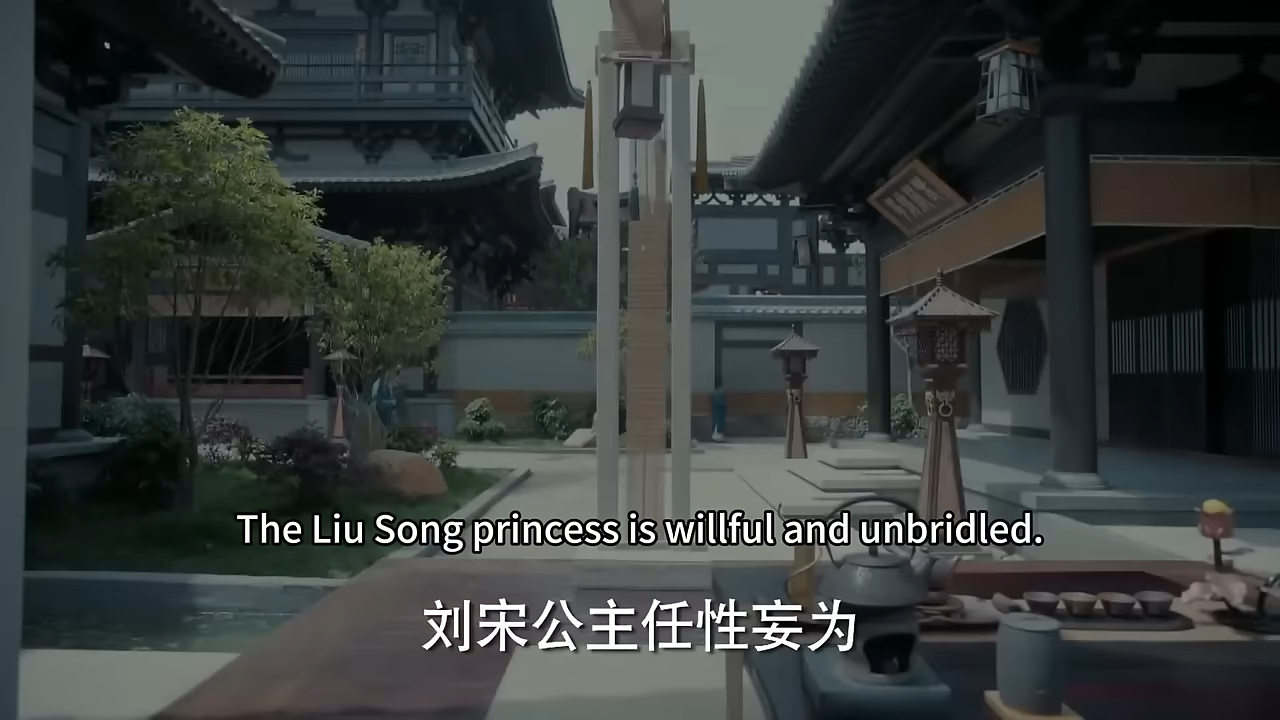 The Liu Song princess is willful and unbridled.
刘宋公主任性妄为